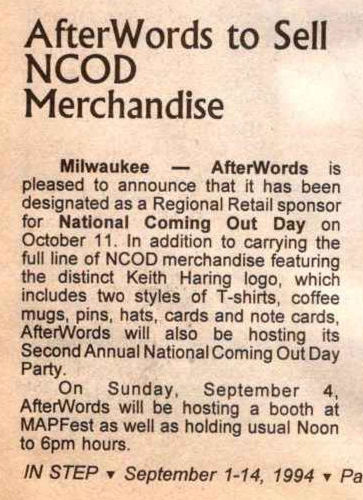 AfterWords to Sell
NCOD
Merchandise
Milwaukee — AfterWords is
pleased to announce that it has been
designated as a Regional Retail sponsor
for National Coming Out Day on
October 11. In addition to carrying the
full line of NCOD merchandise featuring
the distinct Keith Haring logo, which
includes two styles of T-shirts, coffee
mugs, pins, hats, cards and note cards,
AfterWords will also be hosting its
Second Annual National Coming Out Day
Party.
On Sunday, September 4,
AfterWords will be hosting a booth at
MAPFest as well as holding usual Noon
to 6pm hours.
IN STEP ▾ September 1-14, 1994 ▾ Pa